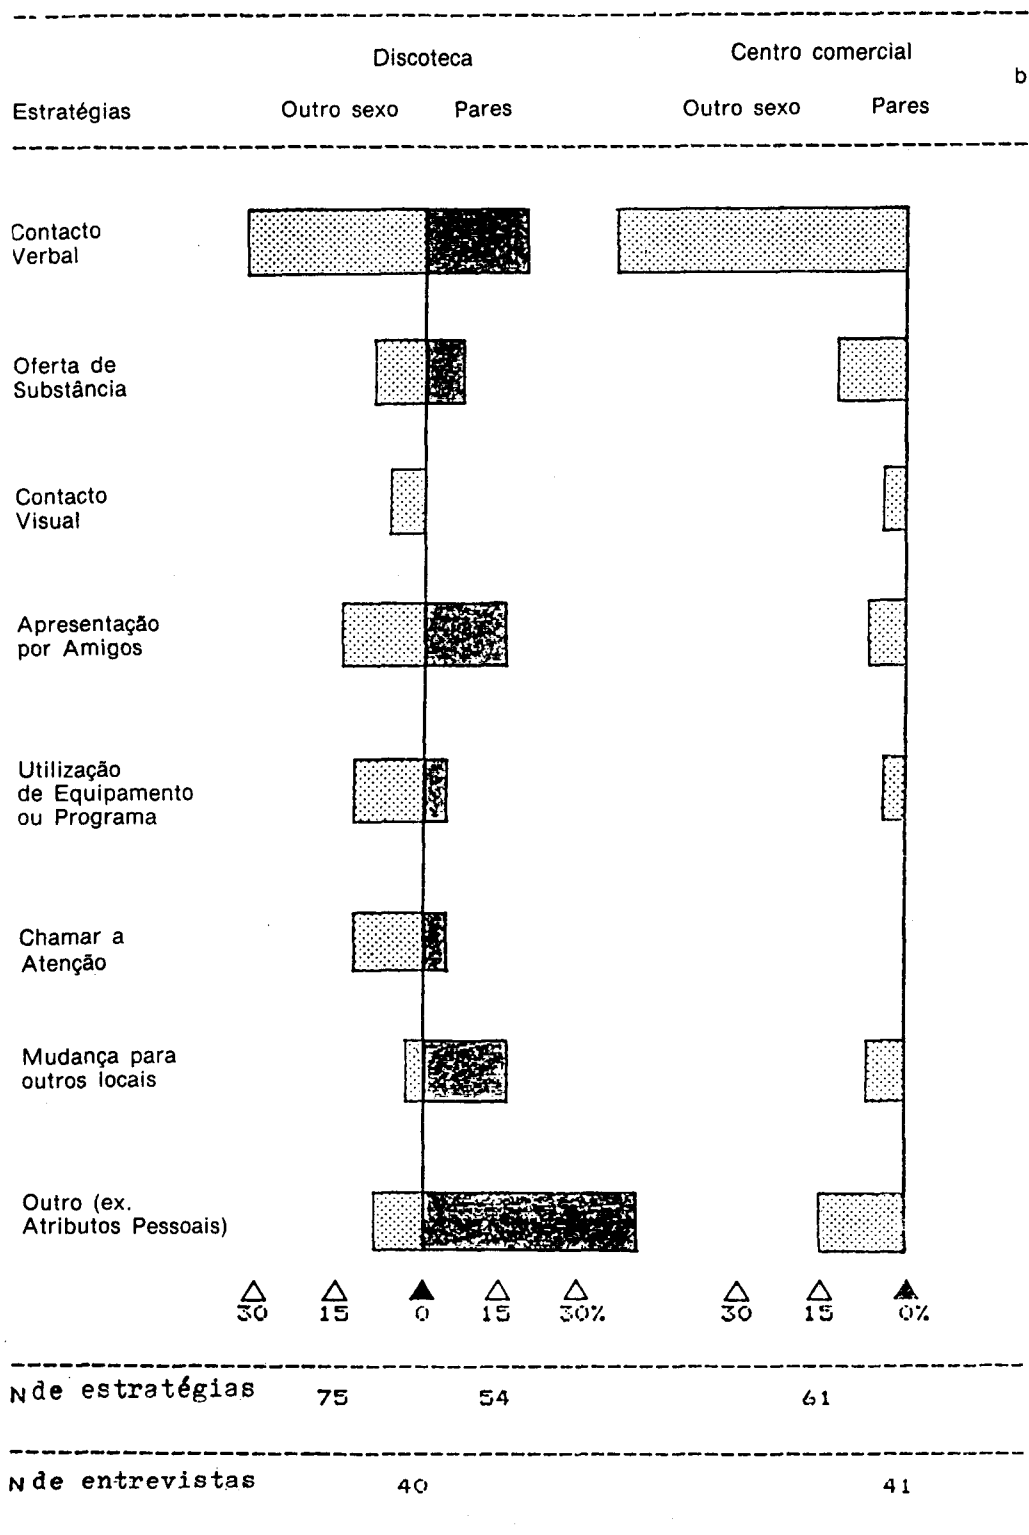 Discoteca Centro comercial
b
Estratégias Outro sexo Pares Outro sexo Pares
Contacto
Verbal
Oferta de
Substância
Contacto
Visual
Apresentação
por Amigos
Utilização
de Equipamento
ou Programa
Chamar a
Atenção
Mudança para
outros locais
Outro (ex.
Atributos Pessoais)
30 15 0 15 30% 30 15 0%
N de estratégias 75 54 61
N de entrevistas 40 41